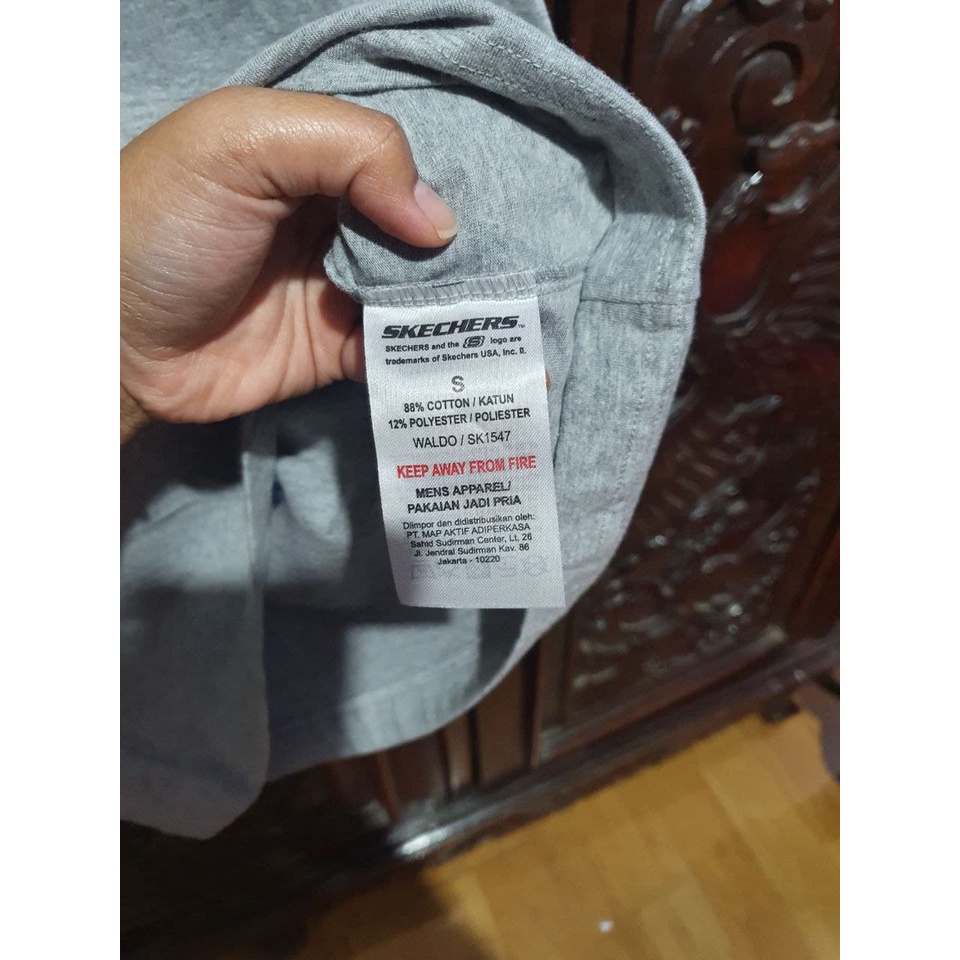 SKECHERS™
SKECHERS and the S logo are
trademarks of Skechers USA, Inc. II.
S
88% COTTON / KATUN
12% POLYESTER / POLIESTER
WALDO / SK1547
KEEP AWAY FROM FIRE
MENS APPAREL/
PAKAIAN JADI PRIA
Diimpor dan didistribusikan oleh:
PT. MAP AKTIF ADIPERKASA
Sahid Sudirman Center, Lt. 26
Jl. Jendral Sudirman Kav. 86
Jakarta - 10220